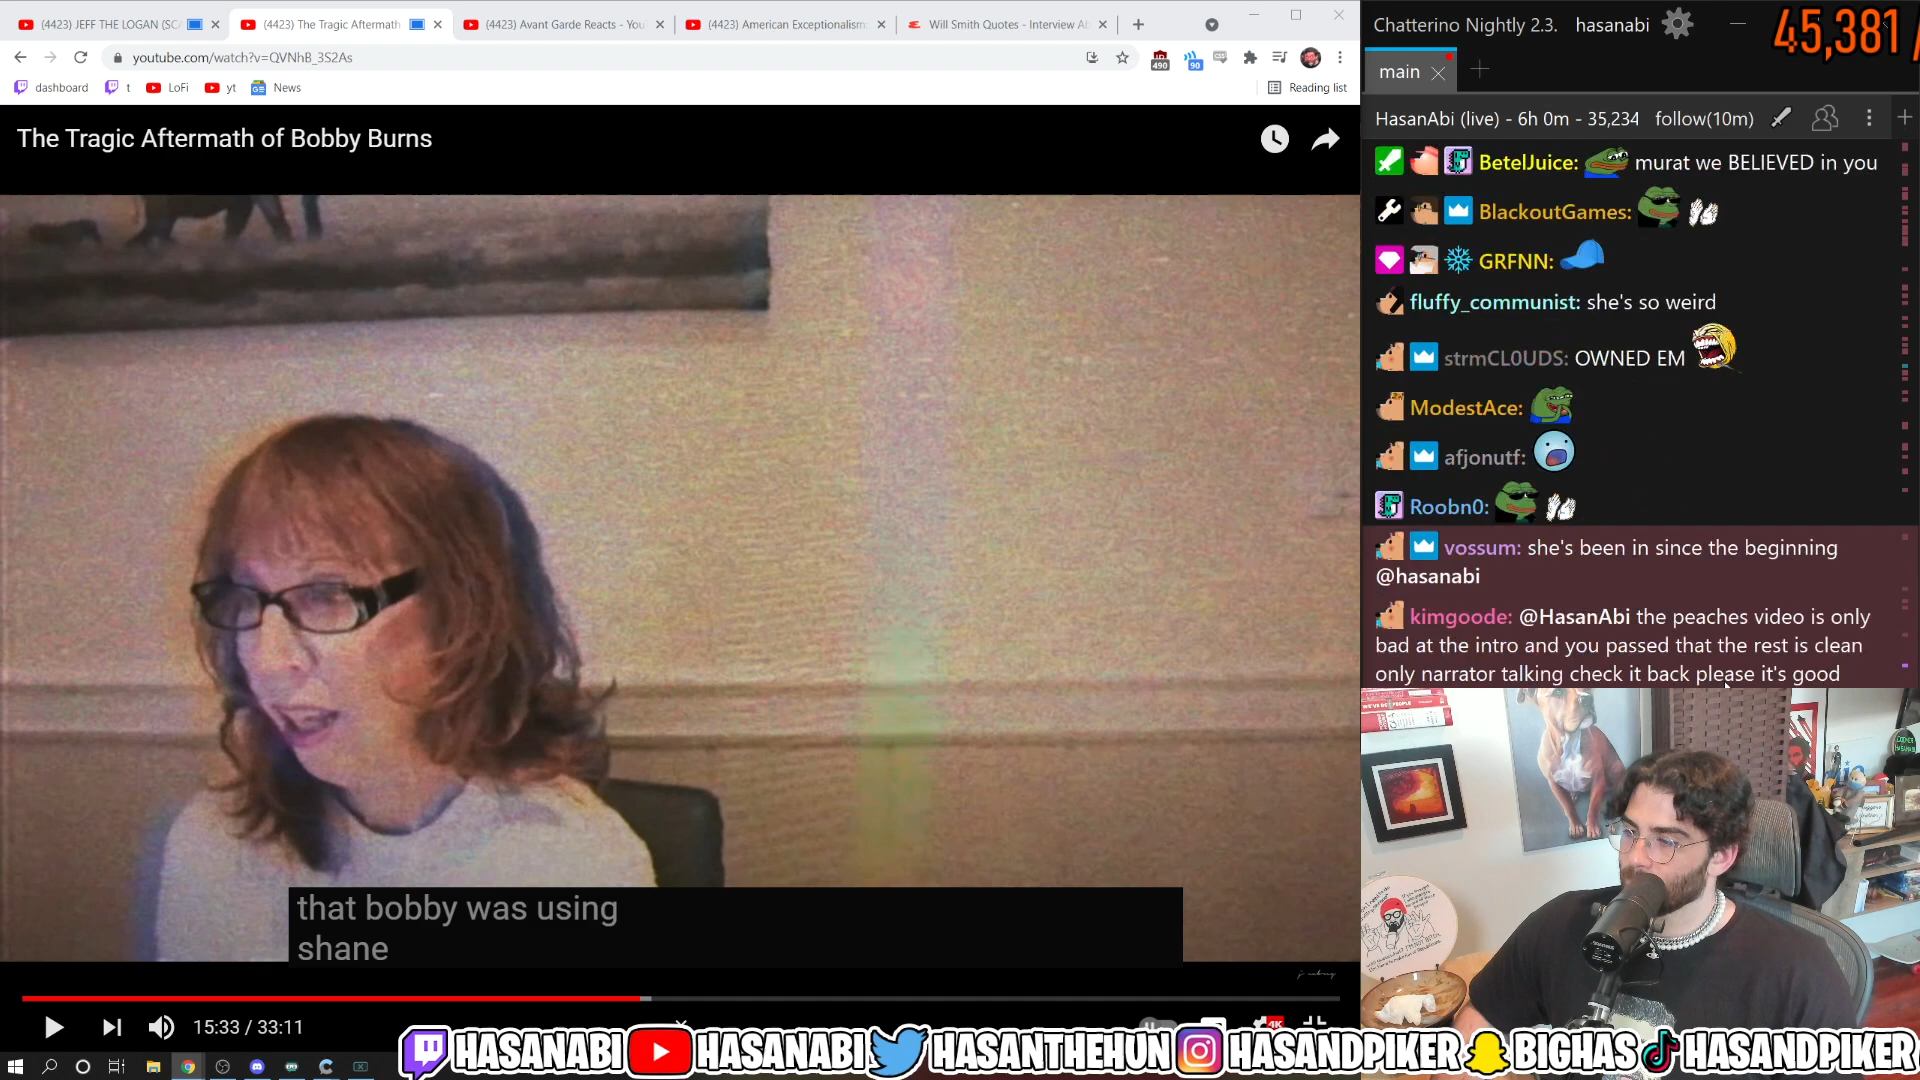 (4423) JEFF THE LOGAN (SCA
(4423) The Tragic Aftermath
(4423) Avant Garde Reacts - You
(4423) American Exceptionalism
Will Smith Quotes - Interview Ab
youtube.com/watch?v=QVNhB_3S2As
490
90
dashboard
t
LoFi
yt
News
Reading list
The Tragic Aftermath of Bobby Burns
that bobby was using
shane
15:33 / 33:11
4K
Chatterino Nightly 2.3.
hasanabi
45,381 /
main
HasanAbi (live) - 6h 0m - 35,234
follow(10m)
BetelJuice: murat we BELIEVED in you
BlackoutGames:
GRFNN:
fluffy_communist: she's so weird
strmCL0UDS: OWNED EM
ModestAce:
afjonutf:
Roobn0:
vossum: she's been in since the beginning
@hasanabi
kimgoode: @HasanAbi the peaches video is only
bad at the intro and you passed that the rest is clean
only narrator talking check it back please it's good
HASANABI
HASANABI
HASANTHEHUN
HASANDPIKER
BIGHAS
HASANDPIKER